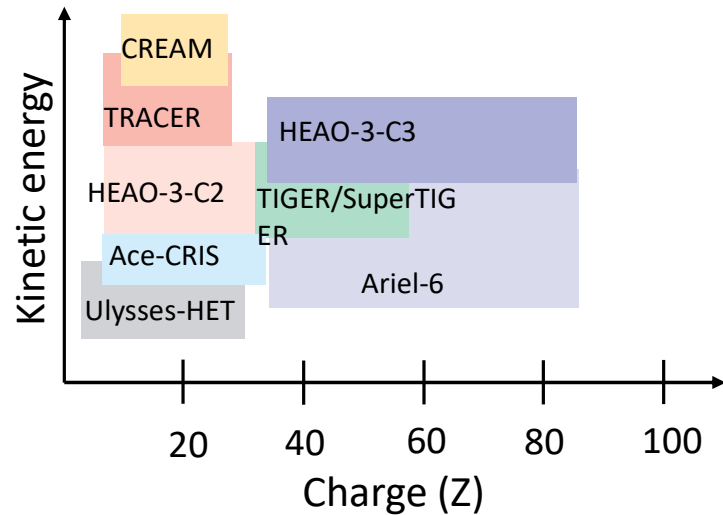 CREAM
TRACER
HEAO-3-C3
HEAO-3-C2
TIGER/SuperTIG
ER
Ace-CRIS
Ariel-6
Ulysses-HET
Kinetic energy
20 40 60 80 100
Charge (Z)